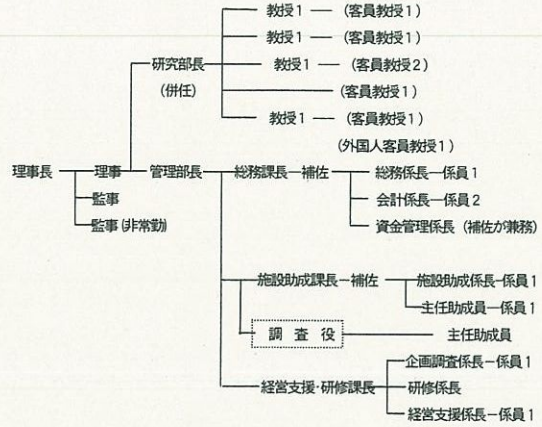 教授1 ― (客員教授1)
教授1 ― (客員教授1)
研究部長 教授1 ― (客員教授2)
(併任) (客員教授1)
教授1 ― (客員教授1)
(外国人客員教授1)
理事長 理事 管理部長 総務課長―補佐 総務係長―係員1
監事 会計係長―係員2
監事(非常勤) 資金管理係長 (補佐が兼務)
施設助成課長―補佐 施設助成係長―係員1
主任助成員―係員1
調査役 主任助成員
企画調査係長―係員1
経営支援・研修課長 研修係長
経営支援係長―係員1